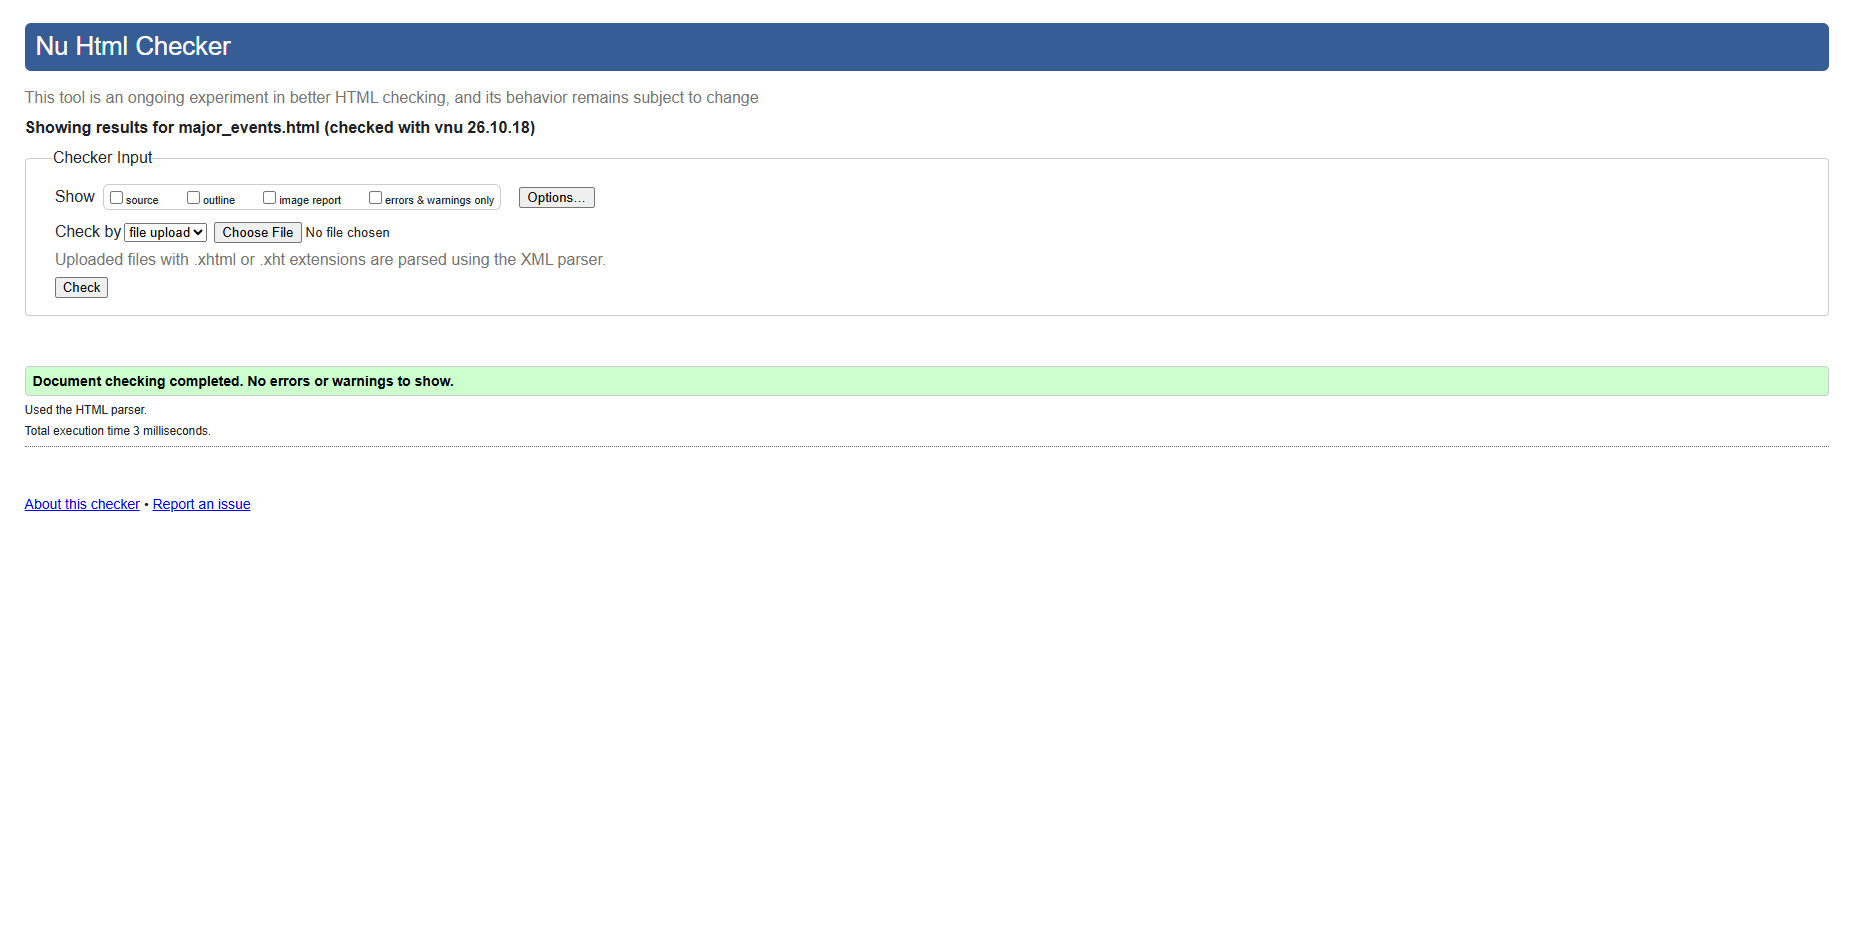 Nu Html Checker
This tool is an ongoing experiment in better HTML checking, and its behavior remains subject to change
Showing results for major_events.html (checked with vnu 26.10.18)
Checker Input
Show source outline image report errors & warnings only Options...
Check by file upload Choose File No file chosen
Uploaded files with .xhtml or .xht extensions are parsed using the XML parser.
Check
Document checking completed. No errors or warnings to show.
Used the HTML parser.
Total execution time 3 milliseconds.
About this checker • Report an issue